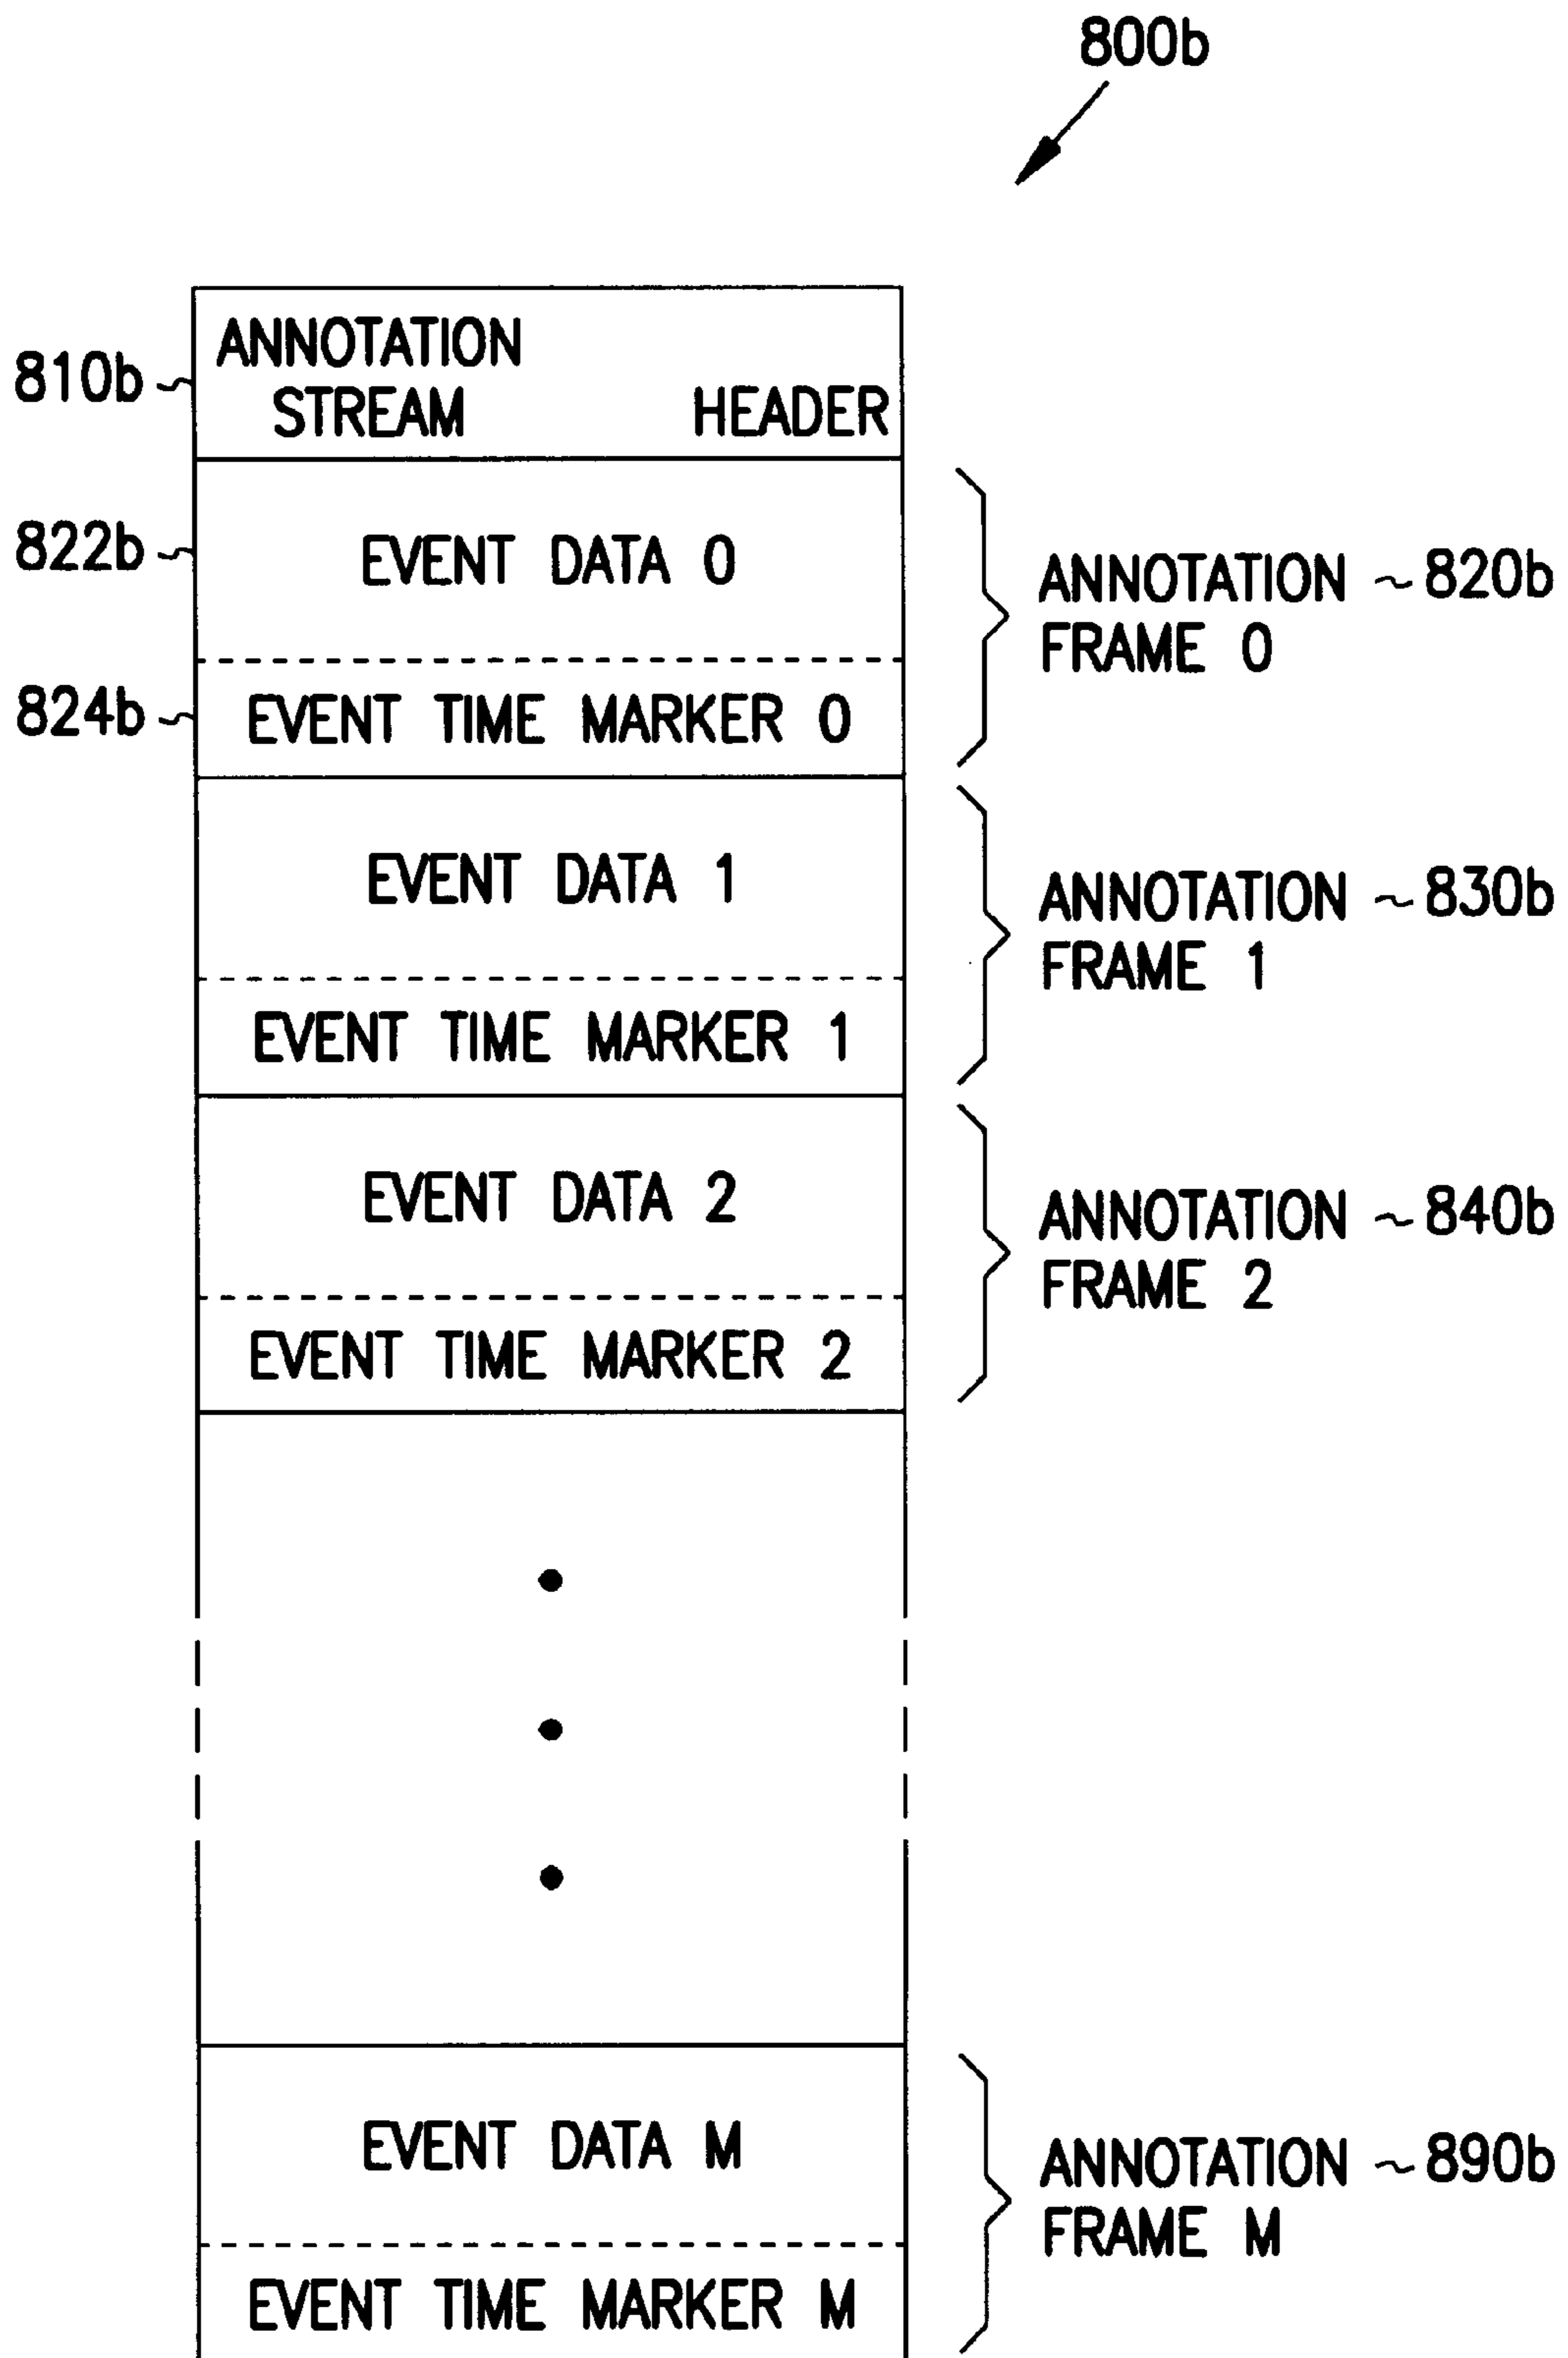 800b
810b
ANNOTATION
STREAM HEADER
822b
EVENT DATA 0
824b
EVENT TIME MARKER 0
ANNOTATION 820b
FRAME 0
EVENT DATA 1
EVENT TIME MARKER 1
ANNOTATION 830b
FRAME 1
EVENT DATA 2
EVENT TIME MARKER 2
ANNOTATION 840b
FRAME 2
EVENT DATA M
EVENT TIME MARKER M
ANNOTATION 890b
FRAME M